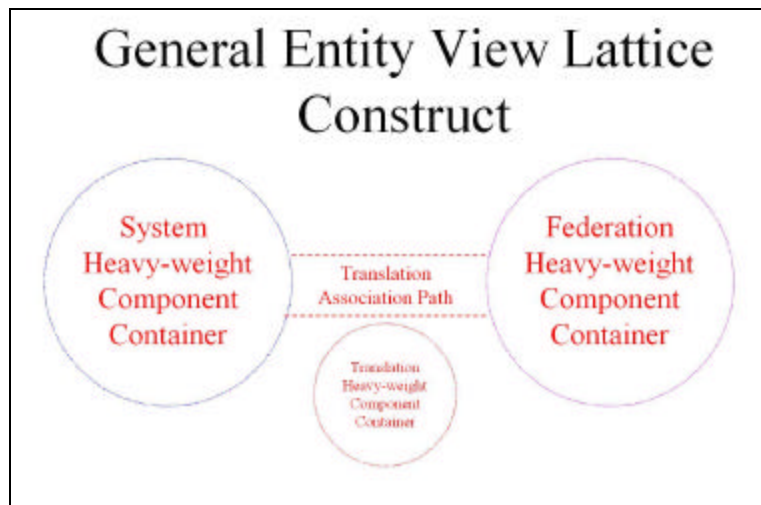 General Entity View Lattice
Construct
System
Heavy-weight
Component
Container
Translation
Association Path
Federation
Heavy-weight
Component
Container
Translation
Heavy-weight
Component
Container